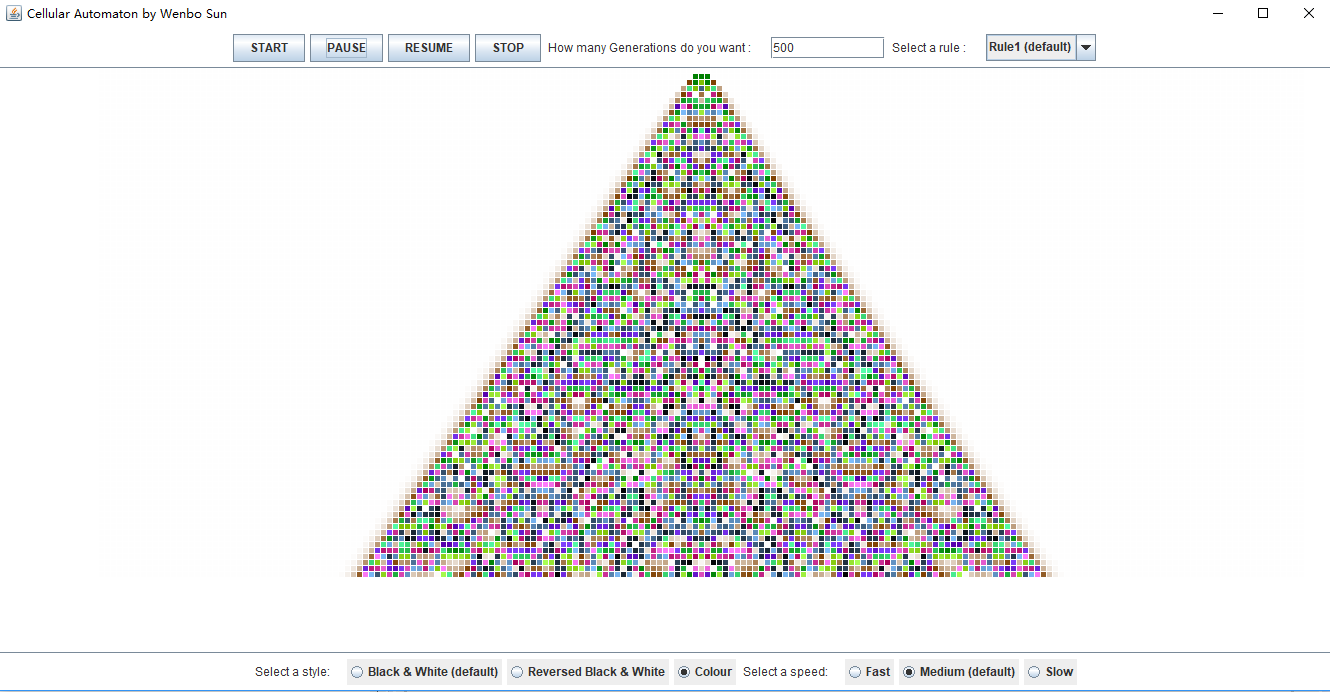 Cellular Automaton by Wenbo Sun
START PAUSE RESUME STOP How many Generations do you want : 500 Select a rule : Rule1 (default)
Select a style: Black & White (default) Reversed Black & White Colour Select a speed: Fast Medium (default) Slow